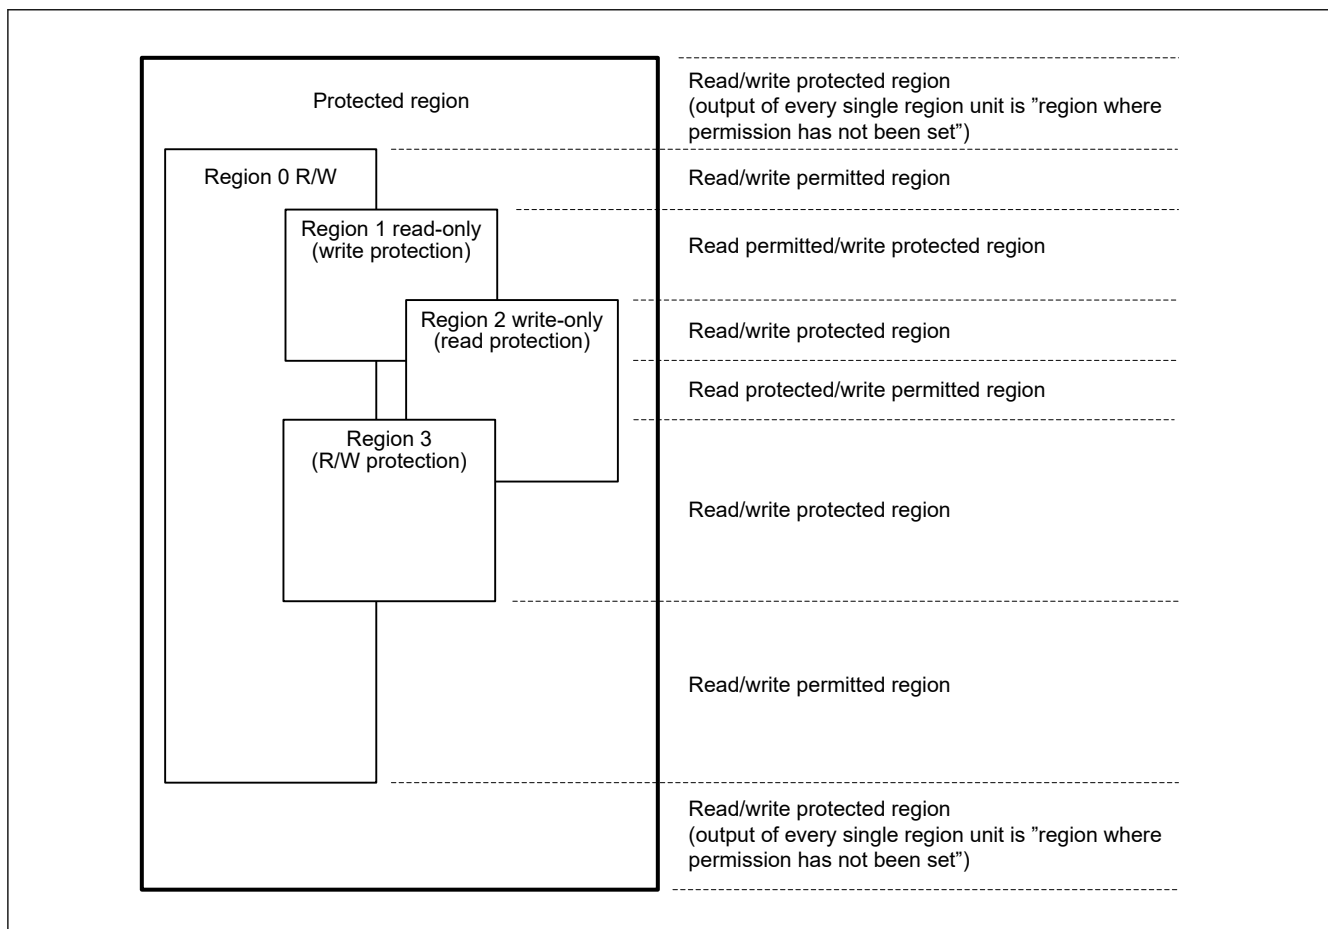 Protected region
Read/write protected region
(output of every single region unit is ”region where
permission has not been set”)
Region 0 R/W
Read/write permitted region
Region 1 read-only
(write protection)
Read permitted/write protected region
Region 2 write-only
(read protection)
Read/write protected region
Read protected/write permitted region
Region 3
(R/W protection)
Read/write protected region
Read/write permitted region
Read/write protected region
(output of every single region unit is ”region where
permission has not been set”)